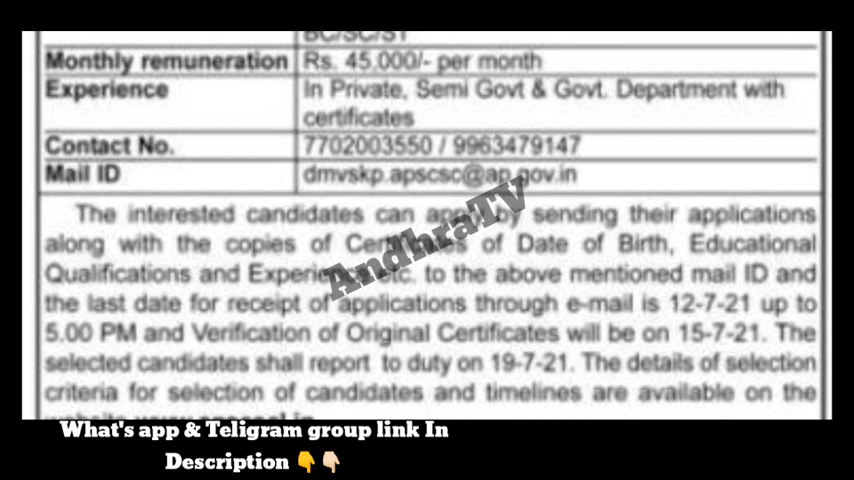 BC/SC/ST
Monthly remuneration Rs. 45,000/- per month
Experience In Private, Semi Govt & Govt. Department with
certificates
Contact No. 7702003550 / 9963479147
Mail ID dmvskp.apscsc@ap.gov.in
The interested candidates can apply by sending their applications
along with the copies of Certificates of Date of Birth, Educational
Qualifications and Experience etc. to the above mentioned mail ID and
the last date for receipt of applications through e-mail is 12-7-21 up to
5.00 PM and Verification of Original Certificates will be on 15-7-21. The
selected candidates shall report to duty on 19-7-21. The details of selection
criteria for selection of candidates and timelines are available on the
AndhraTV
What's app & Teligram group link In
Description 👇👇🏻